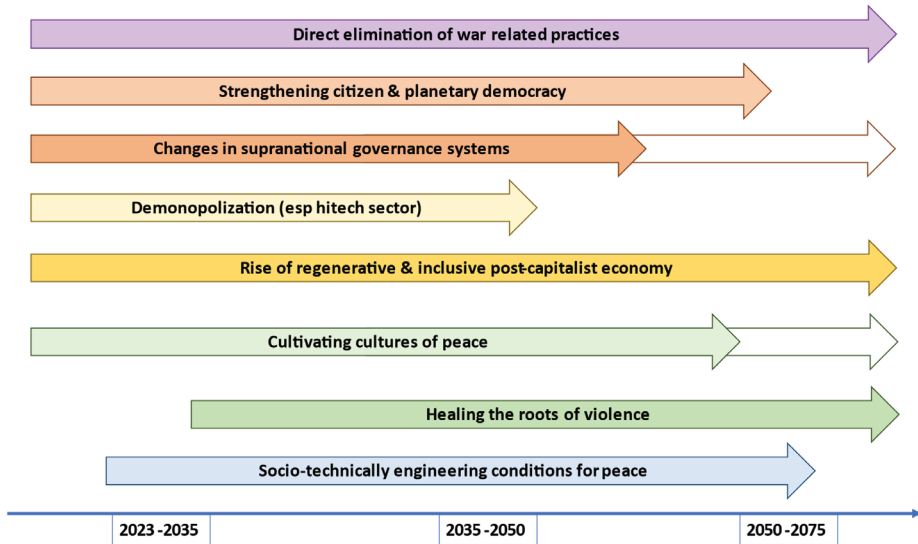 Direct elimination of war related practices
Strengthening citizen & planetary democracy
Changes in supranational governance systems
Demonopolization (esp hitech sector)
Rise of regenerative & inclusive post-capitalist economy
Cultivating cultures of peace
Healing the roots of violence
Socio-technically engineering conditions for peace
2023-2035
2035-2050
2050-2075